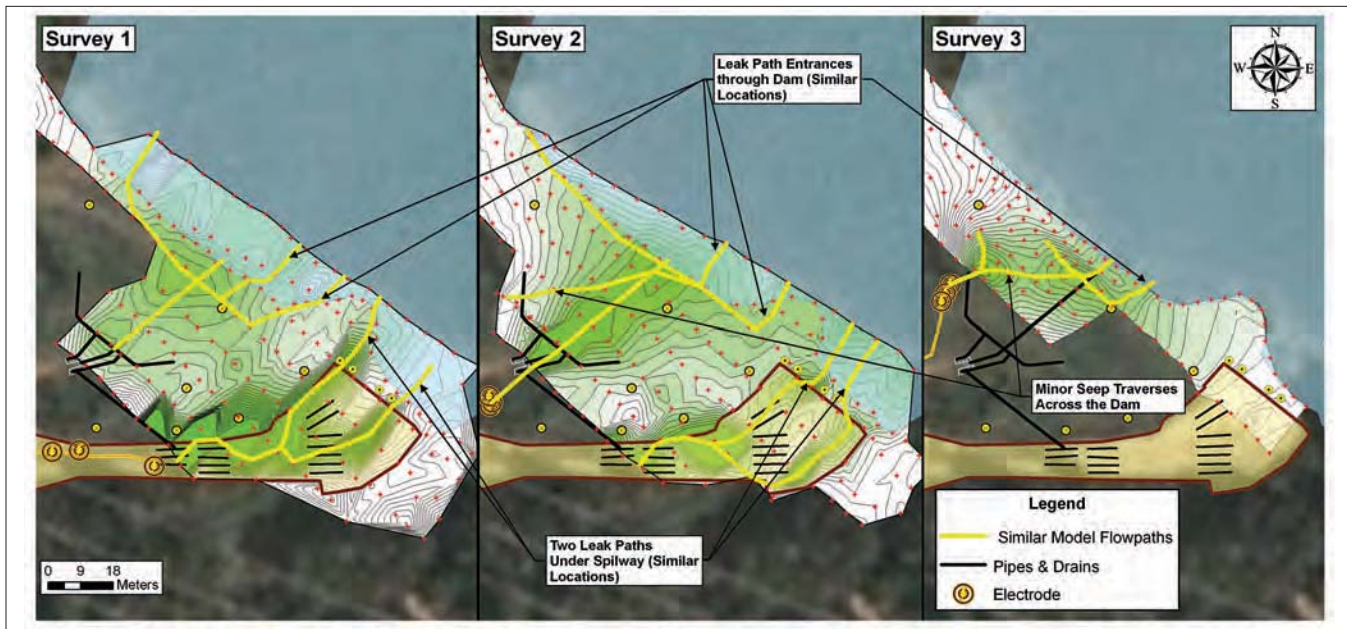 Survey 1
Survey 2
Survey 3
N
W E
S
Leak Path Entrances
through Dam (Similar
Locations)
Minor Seep Traverses
Across the Dam
Two Leak Paths
Under Spilway (Similar
Locations)
0 9 18
Meters
Legend
Similar Model Flowpaths
Pipes & Drains
Electrode